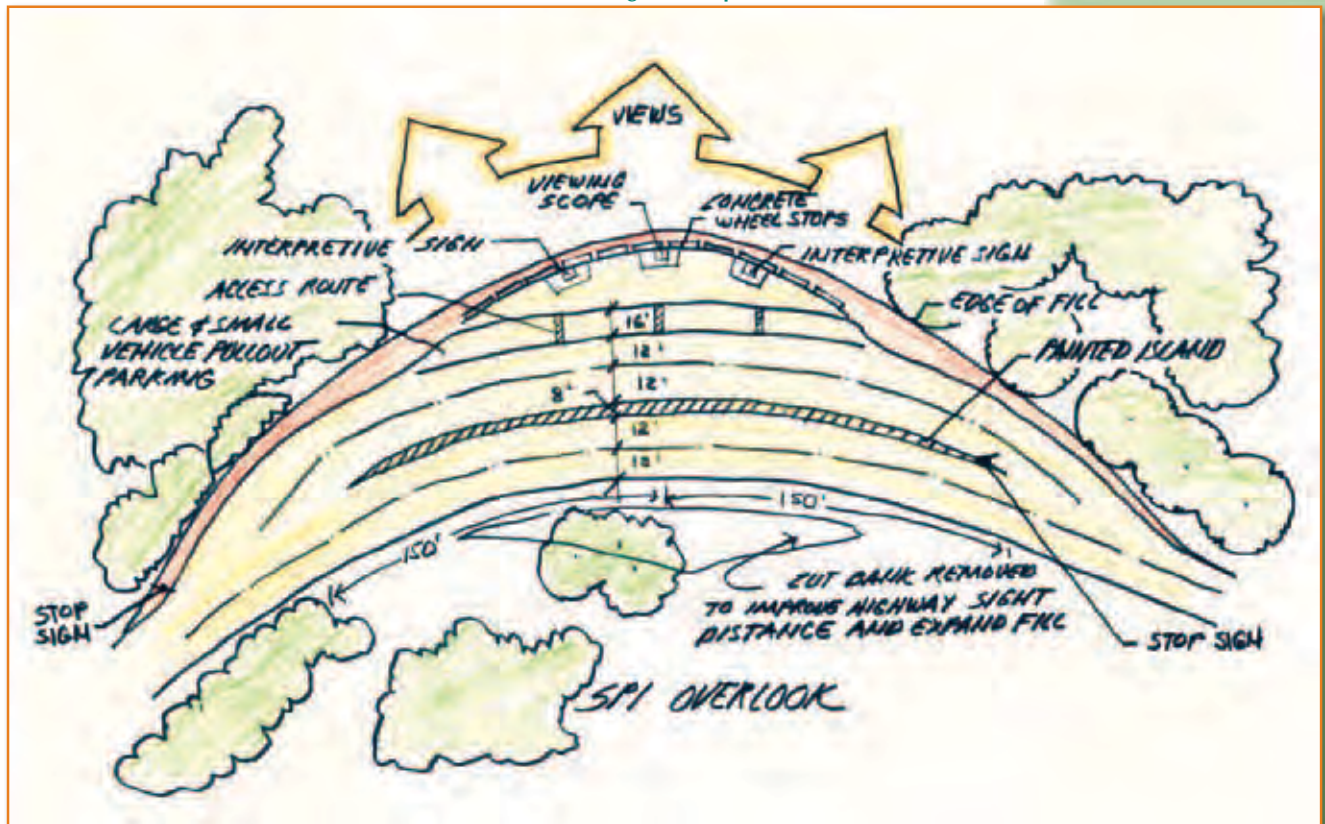 VIEWS
VIEWING
SCOPE
CONCRETE
WHEEL STOPS
INTERPRETIVE SIGN
INTERPRETIVE SIGN
ACCESS ROUTE
EDGE OF FILL
LARGE & SMALL
VEHICLE PULLOUT
PARKING
PAINTED ISLAND
16'
12'
12'
8'
12'
12'
150'
150'
CUT BANK REMOVED
TO IMPROVE HIGHWAY SIGHT
DISTANCE AND EXPAND FILL
STOP
SIGN
STOP SIGN
SPI OVERLOOK